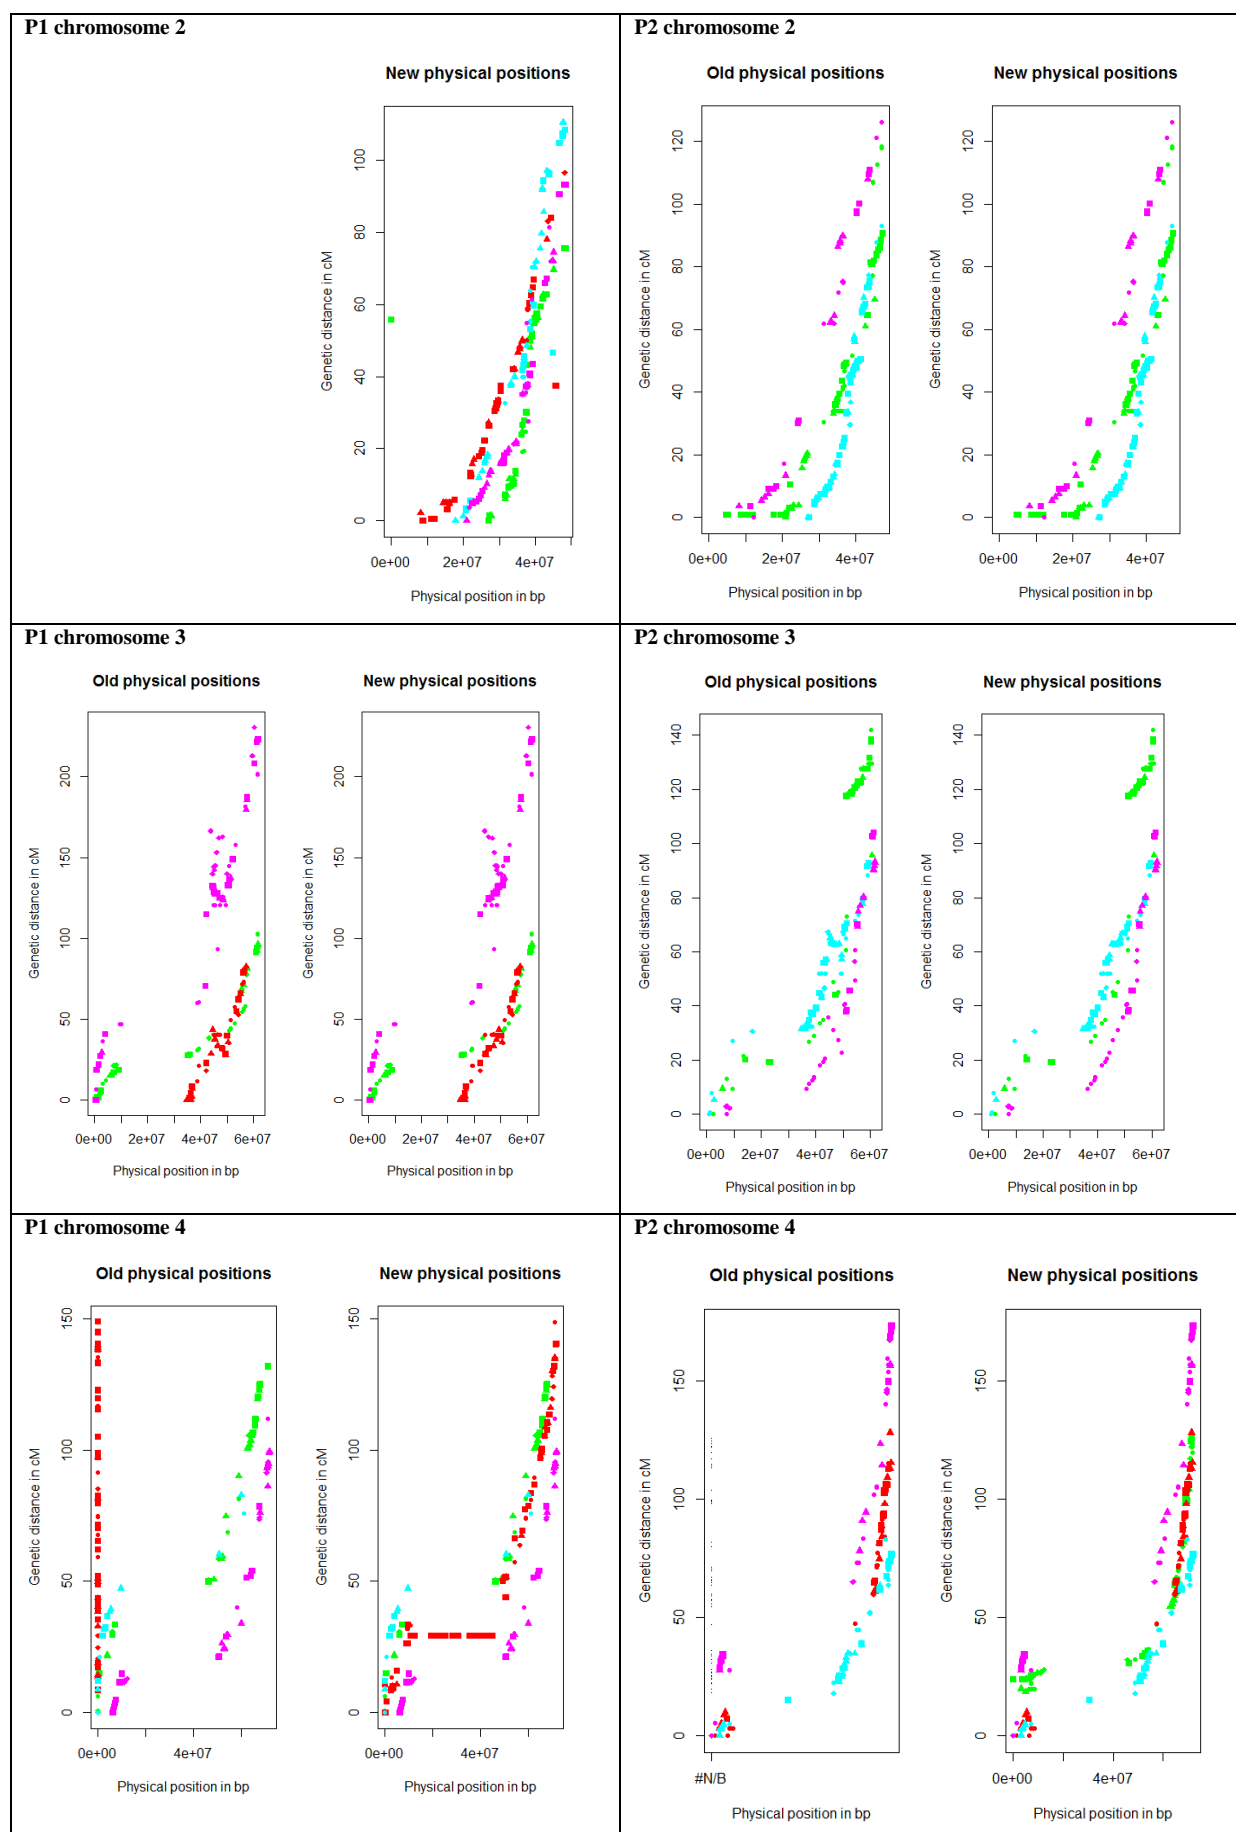 P1 chromosome 2
New physical positions
Genetic distance in cM
0 20 40 60 80 100
0e+00 2e+07 4e+07
Physical position in bp
P2 chromosome 2
Old physical positions
Genetic distance in cM
0 20 40 60 80 100 120
0e+00 2e+07 4e+07
Physical position in bp
New physical positions
Genetic distance in cM
0 20 40 60 80 100 120
0e+00 2e+07 4e+07
Physical position in bp
P1 chromosome 3
Old physical positions
Genetic distance in cM
0 50 100 150 200
0e+00 2e+07 4e+07 6e+07
Physical position in bp
New physical positions
Genetic distance in cM
0 50 100 150 200
0e+00 2e+07 4e+07 6e+07
Physical position in bp
P2 chromosome 3
Old physical positions
Genetic distance in cM
0 20 40 60 80 100 120 140
0e+00 2e+07 4e+07 6e+07
Physical position in bp
New physical positions
Genetic distance in cM
0 20 40 60 80 100 120 140
0e+00 2e+07 4e+07 6e+07
Physical position in bp
P1 chromosome 4
Old physical positions
Genetic distance in cM
0 50 100 150
0e+00 4e+07
Physical position in bp
New physical positions
Genetic distance in cM
0 50 100 150
0e+00 4e+07
Physical position in bp
P2 chromosome 4
Old physical positions
Genetic distance in cM
0 50 100 150
#N/B
Physical position in bp
New physical positions
Genetic distance in cM
0 50 100 150
0e+00 4e+07
Physical position in bp